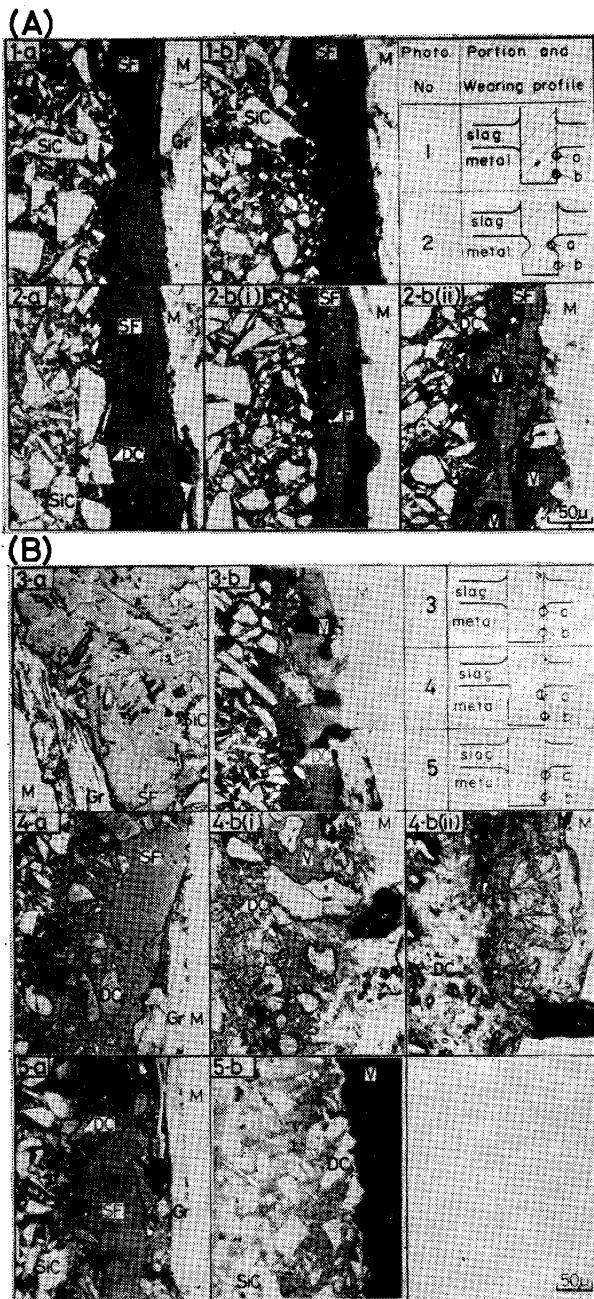 (A)
1-a SF M 1-b SF M Photo Portion and
No. Wearing profile
SiC Gr SiC
1 slag
metal a
b
2 slag
metal a
b
2-a SF M 2-b(i) SF M 2-b(ii) SF M
DC
V
F
DC
SiC V
V 50μ
(B)
3-a 3-b M 3 slag
metal a
b
V
SiC 4 slag
metal a
b
DC
M Gr SF 5 slag
metal a
b
4-a SF 4-b(i) V M 4-b(ii) M
DC
DC DC
Gr M
5-a M 5-b V
DC
DC
SF Gr
SiC SiC 50μ